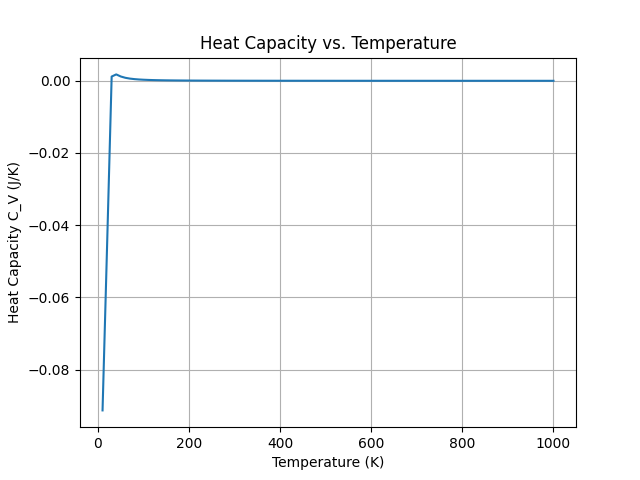 Heat Capacity vs. Temperature
Heat Capacity C_V (J/K)
0.00
−0.02
−0.04
−0.06
−0.08
0 200 400 600 800 1000
Temperature (K)